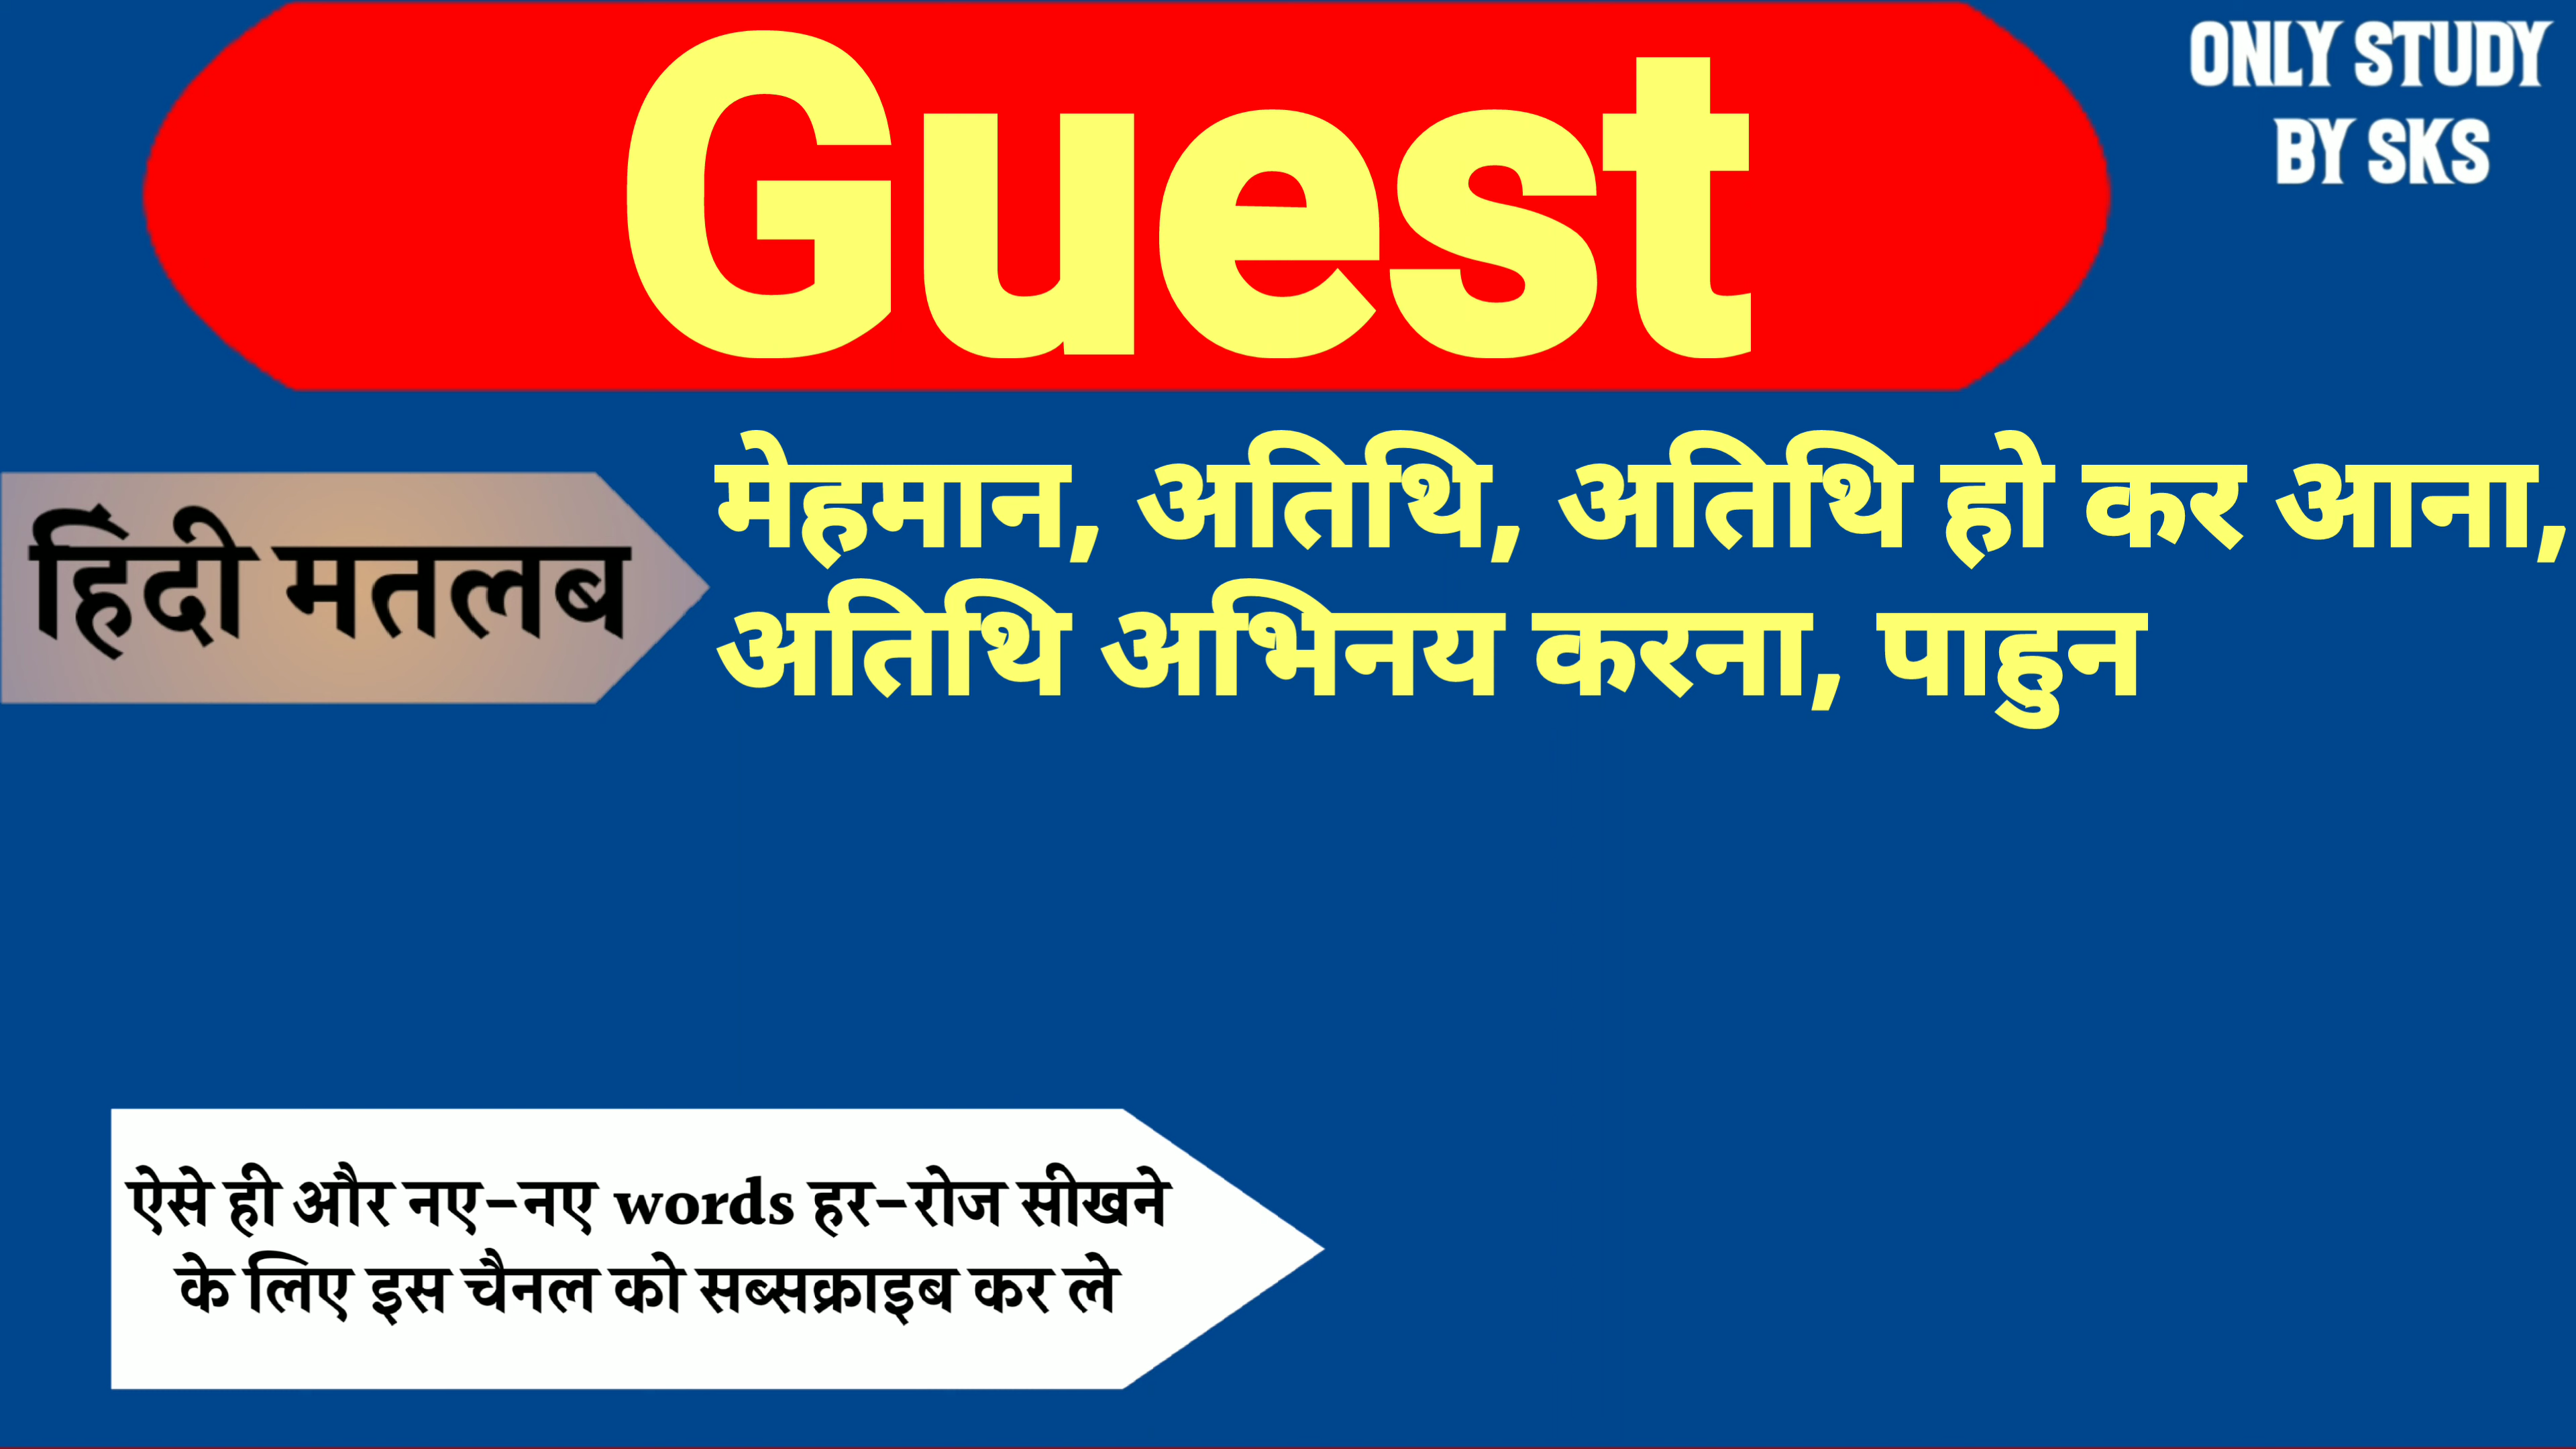 Guest
ONLY STUDY
BY SKS
हिंदी मतलब
मेहमान, अतिथि, अतिथि हो कर आना,
अतिथि अभिनय करना, पाहुन
ऐसे ही और नए-नए words हर-रोज सीखने
के लिए इस चैनल को सब्सक्राइब कर ले